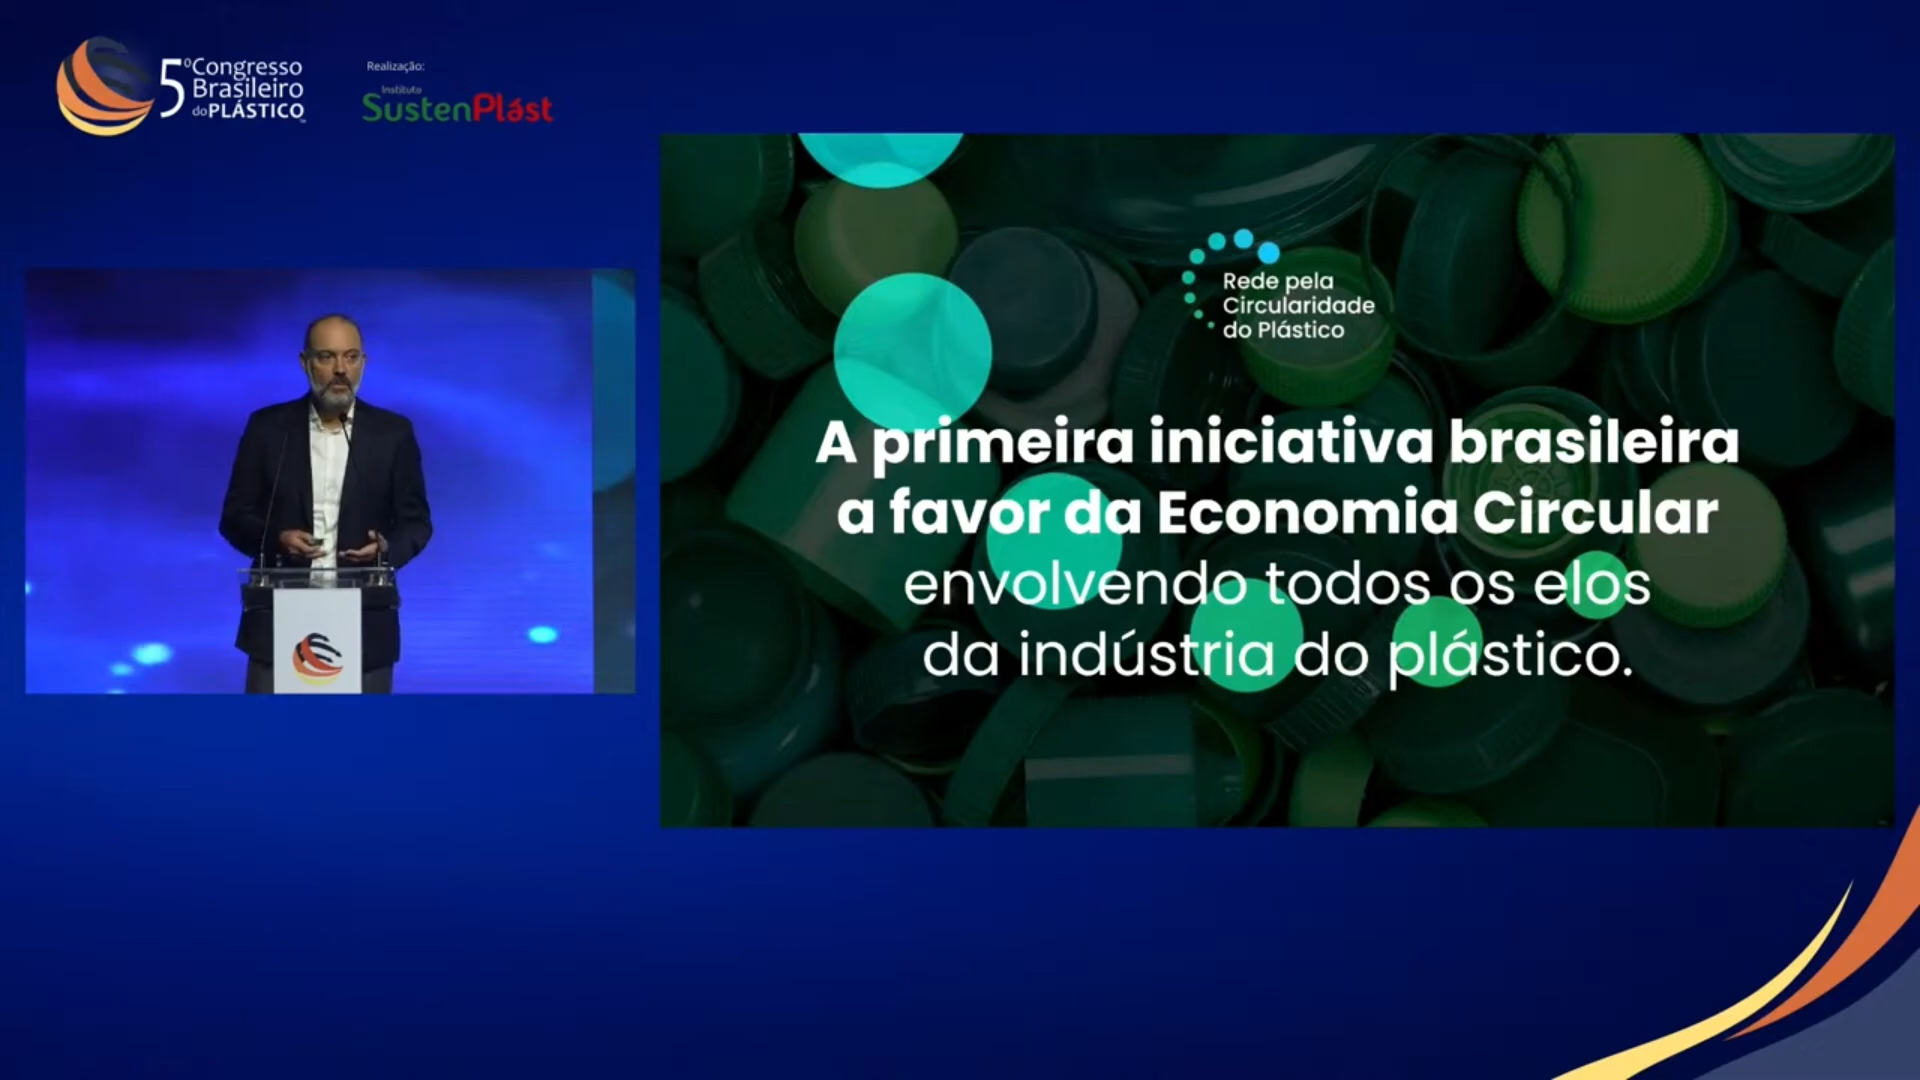 5º Congresso
Brasileiro
do PLÁSTICO
Realização:
Instituto
SustenPlást
Rede pela
Circularidade
do Plástico
A primeira iniciativa brasileira
a favor da Economia Circular
envolvendo todos os elos
da indústria do plástico.